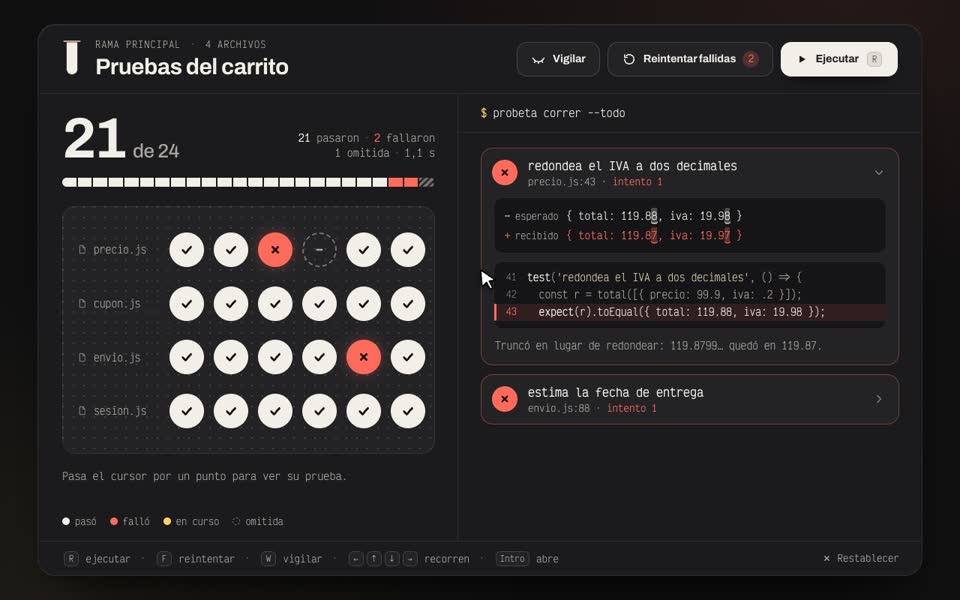 RAMA PRINCIPAL · 4 ARCHIVOS
Pruebas del carrito
Vigilar
Reintentar fallidas 2
Ejecutar R
21 de 24
21 pasaron · 2 fallaron
1 omitida · 1,1 s
precio.js
cupon.js
envio.js
sesion.js
Pasa el cursor por un punto para ver su prueba.
pasó
falló
en curso
omitida
$ probeta correr --todo
redondea el IVA a dos decimales
precio.js:43 · intento 1
− esperado { total: 119.88, iva: 19.98 }
+ recibido { total: 119.87, iva: 19.97 }
41 test('redondea el IVA a dos decimales', () => {
42 const r = total([{ precio: 99.9, iva: .2 }]);
43 expect(r).toEqual({ total: 119.88, iva: 19.98 });
Truncó en lugar de redondear: 119.8799… quedó en 119.87.
estima la fecha de entrega
envio.js:88 · intento 1
R ejecutar · F reintentar · W vigilar · ← ↑ ↓ → recorren · Intro abre
× Restablecer